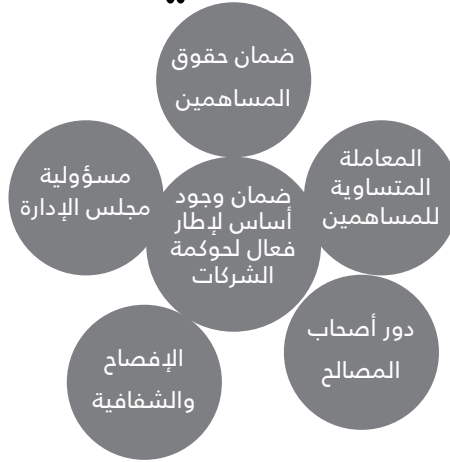 ضمان حقوق
المساهمين
المعاملة
المتساوية
للمساهمين
ضمان وجود
أساس لإطار
فعال لحوكمة
الشركات
مسؤولية
مجلس الإدارة
دور أصحاب
المصالح
الإفصاح
والشفافية